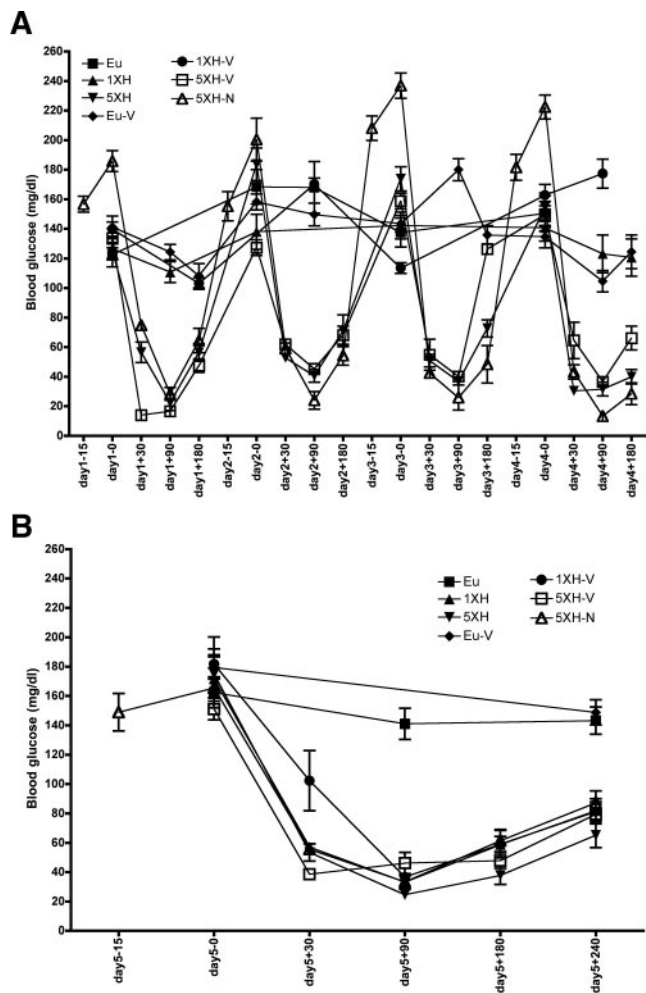 A
260
240
220
200
180
160
140
120
100
80
60
40
20
0
Blood glucose (mg/dl)
Eu
1XH
5XH
Eu-V
1XH-V
5XH-V
5XH-N
day1-15
day1-0
day1+30
day1+90
day1+180
day2-15
day2-0
day2+30
day2+90
day2+180
day3-15
day3-0
day3+30
day3+90
day3+180
day4-15
day4-0
day4+30
day4+90
day4+180
B
260
240
220
200
180
160
140
120
100
80
60
40
20
0
Blood glucose (mg/dl)
Eu
1XH
5XH
Eu-V
1XH-V
5XH-V
5XH-N
day5-15
day5-0
day5+30
day5+90
day5+180
day5+240